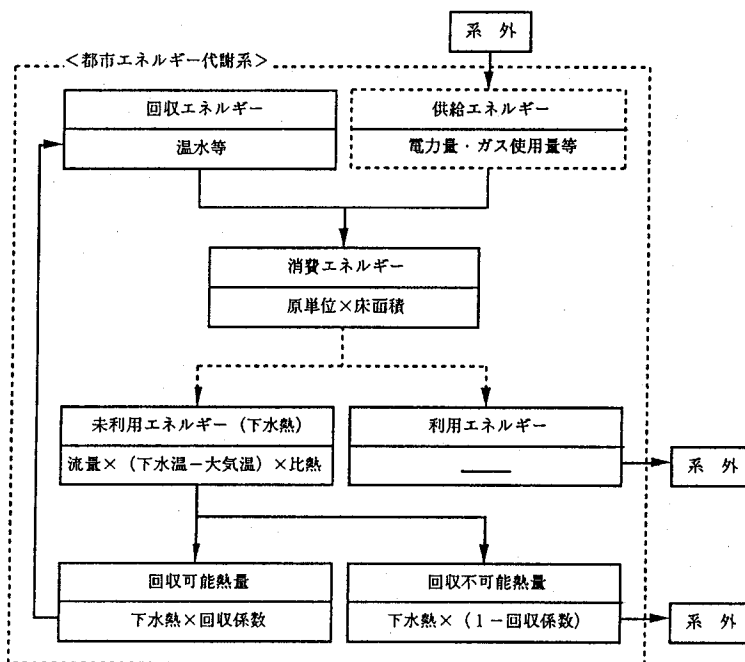 系 外
<都市エネルギー代謝系>
回収エネルギー
温水等
供給エネルギー
電力量・ガス使用量等
消費エネルギー
原単位×床面積
未利用エネルギー(下水熱)
流量×(下水温−大気温)×比熱
利用エネルギー
系 外
回収可能熱量
下水熱×回収係数
回収不可能熱量
下水熱×(1−回収係数)
系 外